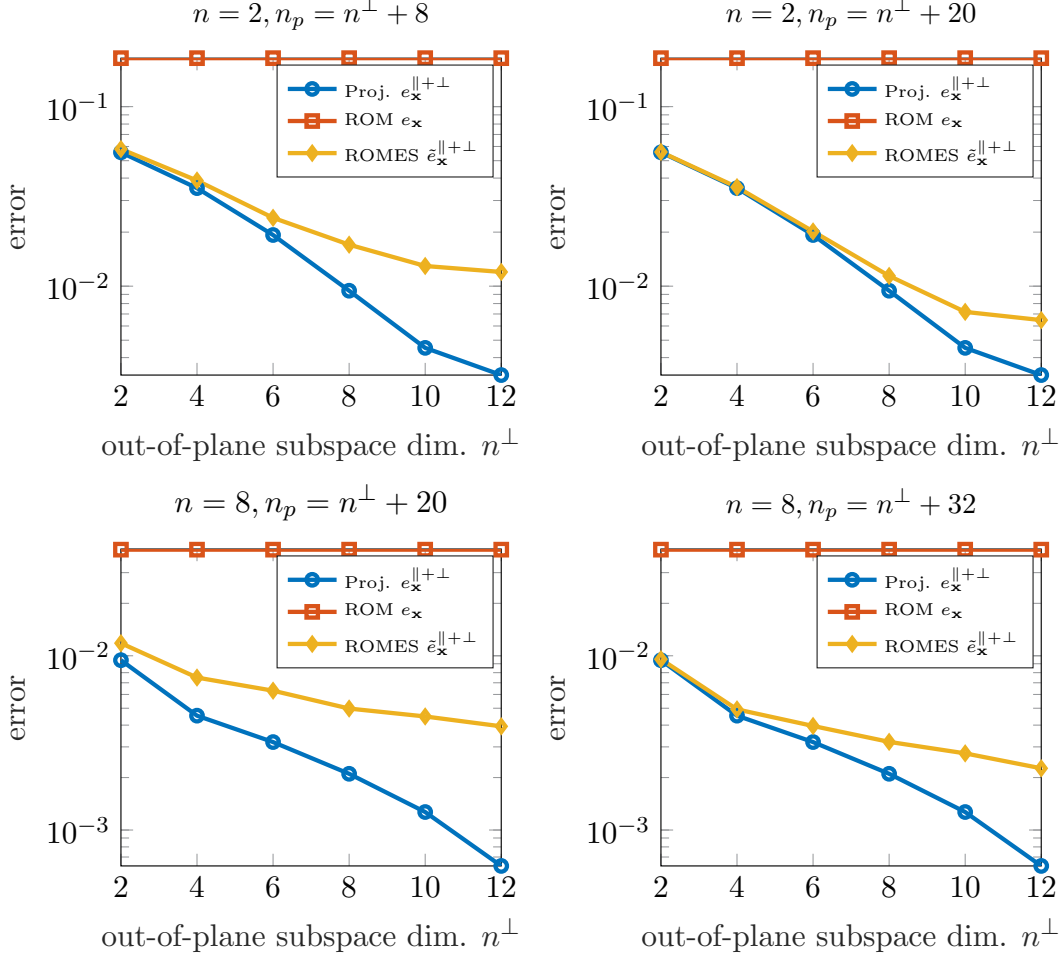 n = 2, n_p = n^⊥ + 8
10^{-1}
10^{-2}
error
Proj. e_x^{∥+⊥}
ROM e_x
ROMES ẽ_x^{∥+⊥}
2 4 6 8 10 12
out-of-plane subspace dim. n^⊥
n = 2, n_p = n^⊥ + 20
10^{-1}
10^{-2}
error
Proj. e_x^{∥+⊥}
ROM e_x
ROMES ẽ_x^{∥+⊥}
2 4 6 8 10 12
out-of-plane subspace dim. n^⊥
n = 8, n_p = n^⊥ + 20
10^{-2}
10^{-3}
error
Proj. e_x^{∥+⊥}
ROM e_x
ROMES ẽ_x^{∥+⊥}
2 4 6 8 10 12
out-of-plane subspace dim. n^⊥
n = 8, n_p = n^⊥ + 32
10^{-2}
10^{-3}
error
Proj. e_x^{∥+⊥}
ROM e_x
ROMES ẽ_x^{∥+⊥}
2 4 6 8 10 12
out-of-plane subspace dim. n^⊥